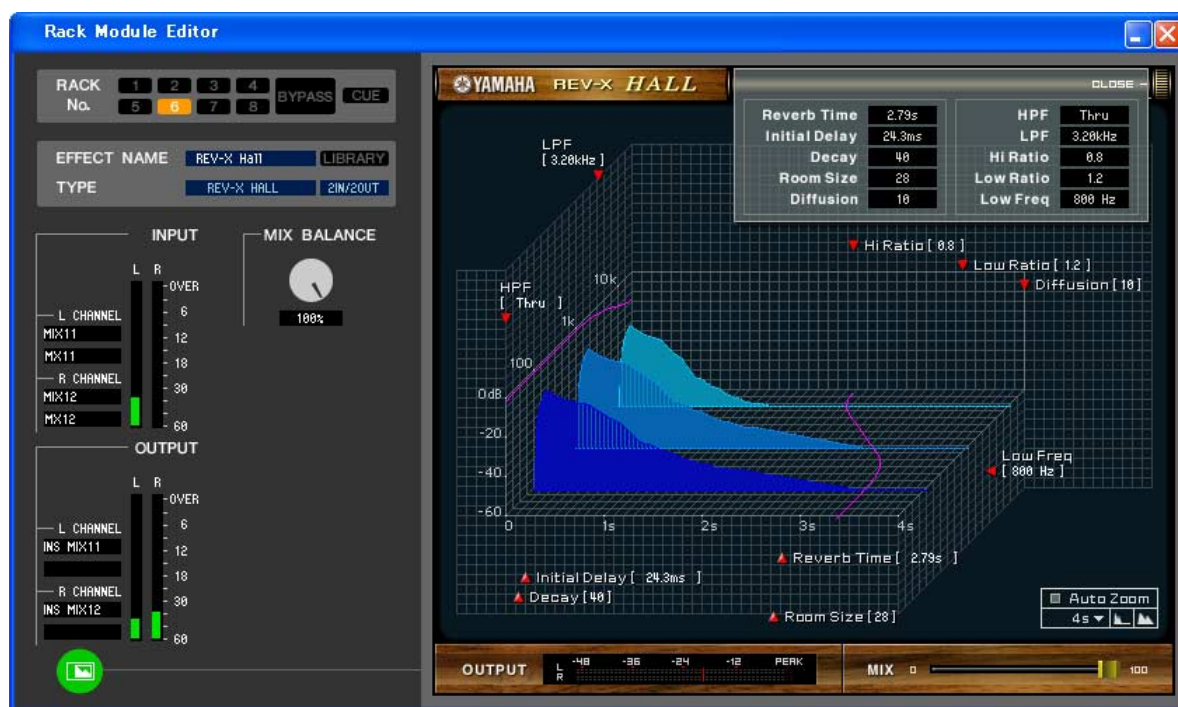 Rack Module Editor
RACK No.
1 2 3 4
5 6 7 8
BYPASS
CUE
EFFECT NAME
REV-X Hall
LIBRARY
TYPE
REV-X HALL
2IN/2OUT
INPUT
L R
OVER
6
12
18
30
60
L CHANNEL
MIX11
MX11
R CHANNEL
MIX12
MX12
MIX BALANCE
100%
OUTPUT
L R
OVER
6
12
18
30
60
L CHANNEL
INS MIX11
R CHANNEL
INS MIX12
YAMAHA REV-X HALL
CLOSE
Reverb Time 2.79s
Initial Delay 24.3ms
Decay 40
Room Size 28
Diffusion 10
HPF Thru
LPF 3.20kHz
Hi Ratio 0.8
Low Ratio 1.2
Low Freq 800 Hz
LPF
[ 3.20kHz ]
Hi Ratio [ 0.8 ]
Low Ratio [ 1.2 ]
Diffusion [ 10 ]
HPF
[ Thru ]
10k
1k
100
0dB
-20
-40
-60
0 1s 2s 3s 4s
Low Freq
[ 800 Hz ]
Reverb Time [ 2.79s ]
Initial Delay [ 24.3ms ]
Decay [ 40 ]
Room Size [ 28 ]
Auto Zoom
4s
OUTPUT
L
R
-48 -36 -24 -12 PEAK
MIX 0 100